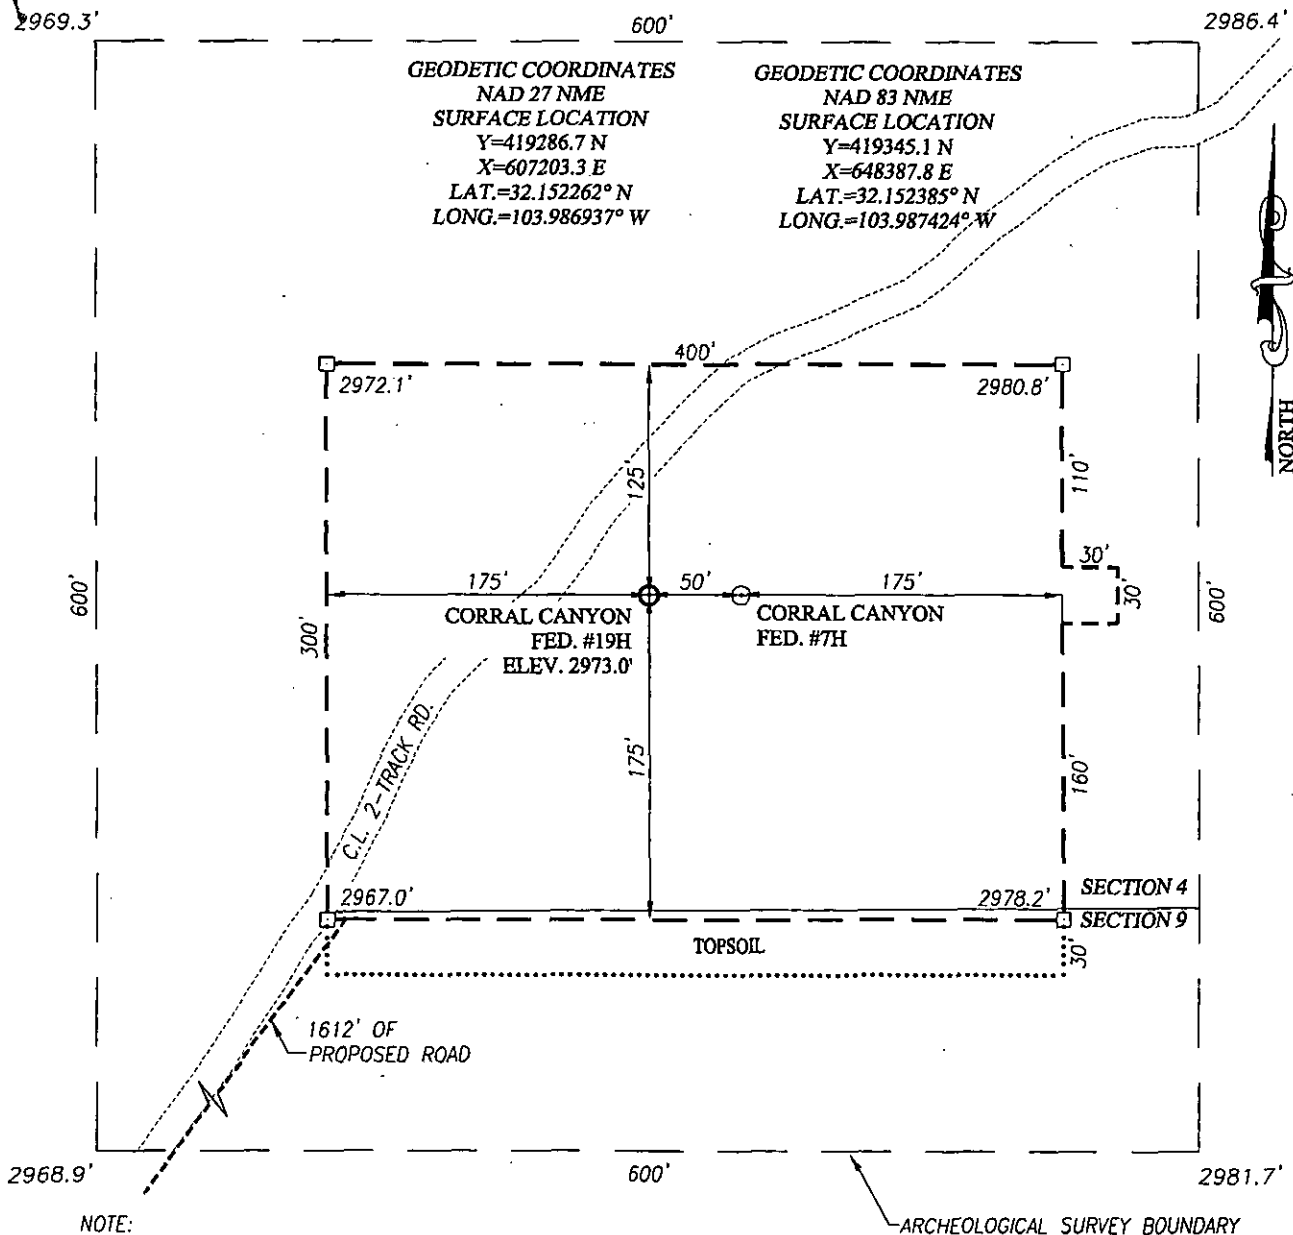 2969.3'
600'
2986.4'
GEODETIC COORDINATES
NAD 27 NME
SURFACE LOCATION
Y=419286.7 N
X=607203.3 E
LAT.=32.152262° N
LONG.=103.986937° W
GEODETIC COORDINATES
NAD 83 NME
SURFACE LOCATION
Y=419345.1 N
X=648387.8 E
LAT.=32.152385° N
LONG.=103.987424° W
NORTH
400'
2972.1'
2980.8'
125'
110'
30'
30'
175'
50'
175'
600'
300'
600'
CORRAL CANYON
FED. #19H
ELEV. 2973.0'
CORRAL CANYON
FED. #7H
C.L. 2-TRACK RD.
175'
160'
2967.0'
2978.2'
SECTION 4
SECTION 9
TOPSOIL
30'
1612' OF
PROPOSED ROAD
2968.9'
600'
2981.7'
NOTE:
ARCHEOLOGICAL SURVEY BOUNDARY